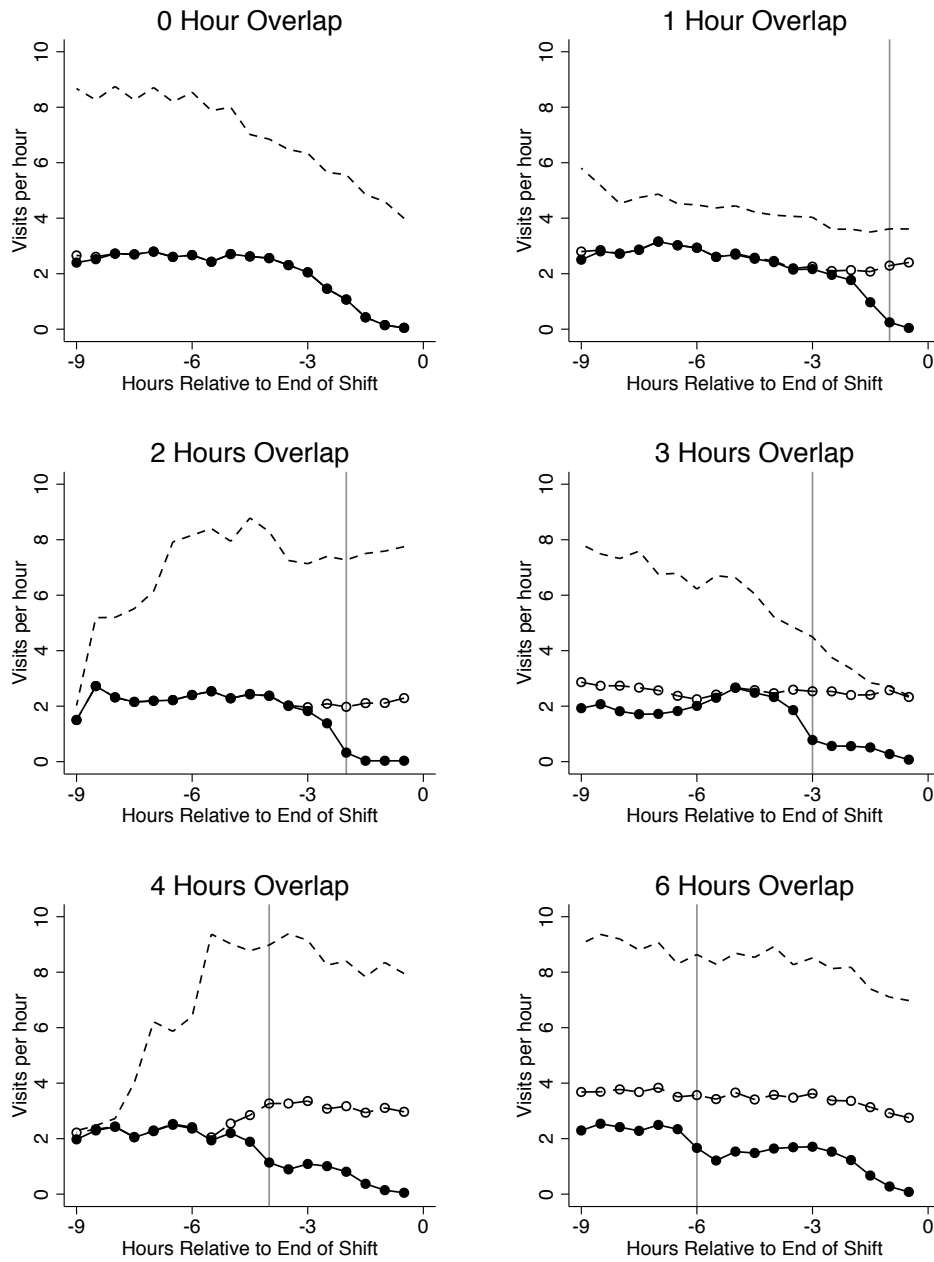 0 Hour Overlap
Visits per hour
0 2 4 6 8 10
-9 -6 -3 0
Hours Relative to End of Shift
1 Hour Overlap
Visits per hour
0 2 4 6 8 10
-9 -6 -3 0
Hours Relative to End of Shift
2 Hours Overlap
Visits per hour
0 2 4 6 8 10
-9 -6 -3 0
Hours Relative to End of Shift
3 Hours Overlap
Visits per hour
0 2 4 6 8 10
-9 -6 -3 0
Hours Relative to End of Shift
4 Hours Overlap
Visits per hour
0 2 4 6 8 10
-9 -6 -3 0
Hours Relative to End of Shift
6 Hours Overlap
Visits per hour
0 2 4 6 8 10
-9 -6 -3 0
Hours Relative to End of Shift